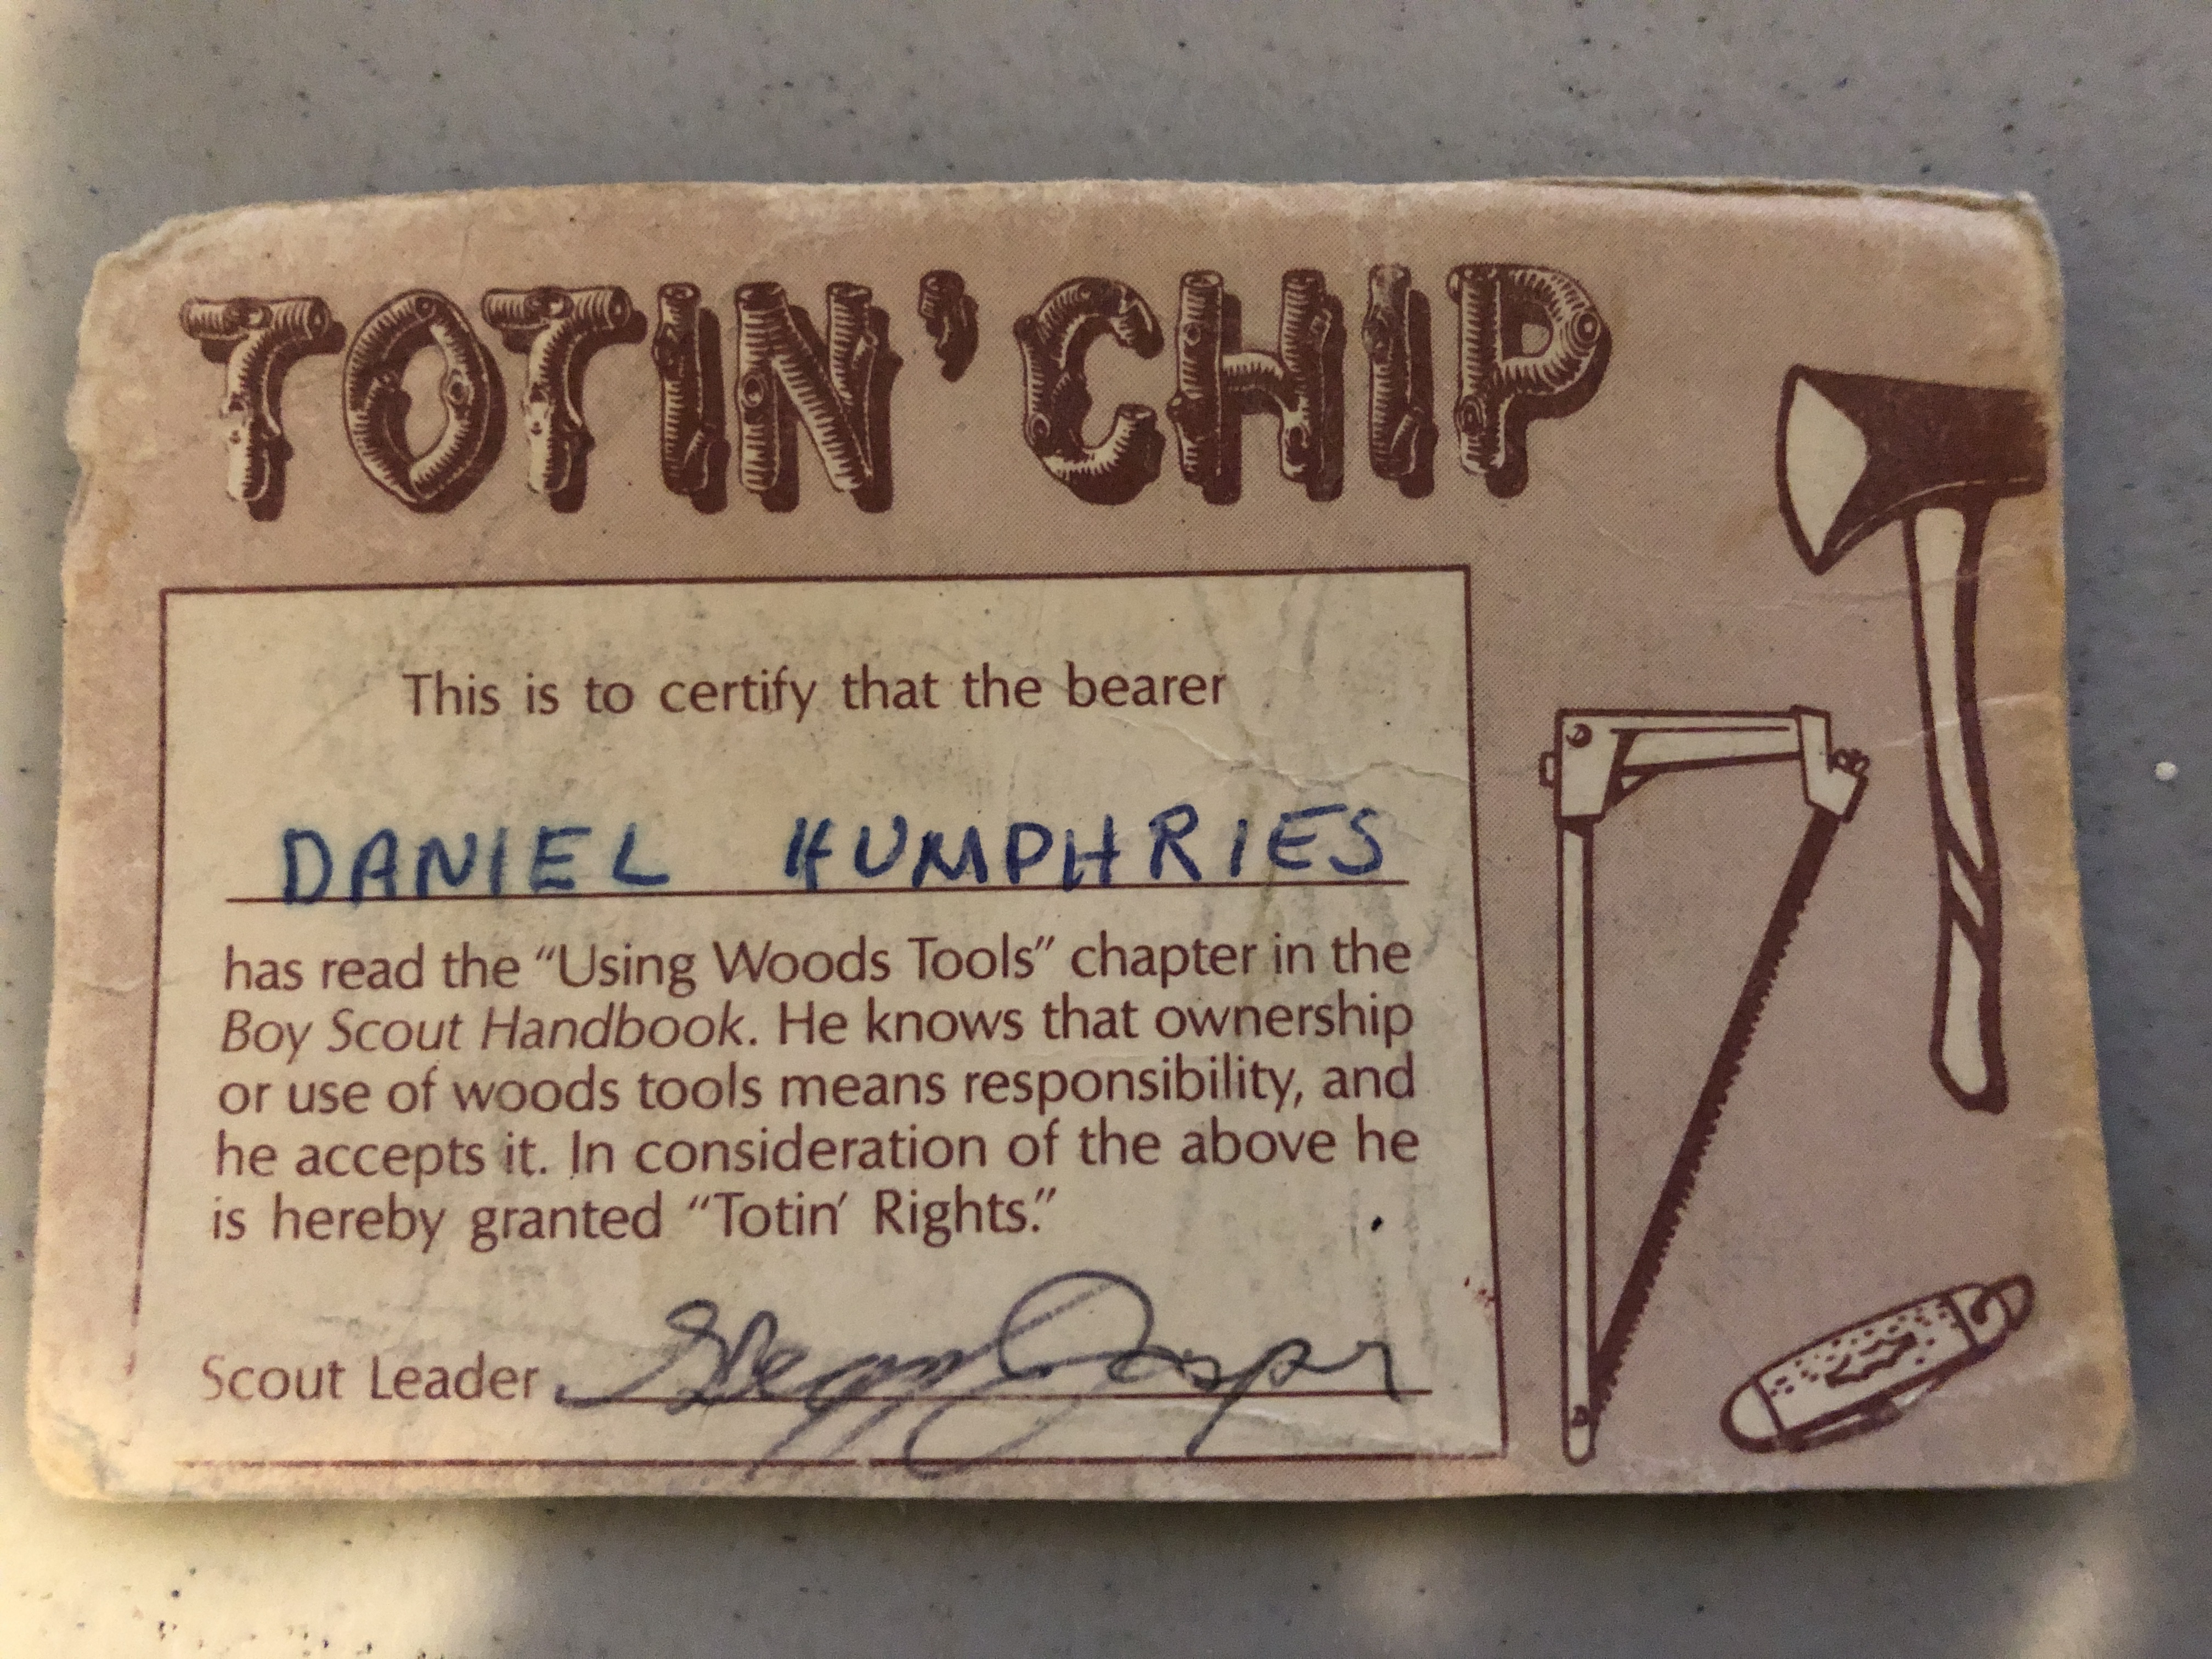 TOTIN' CHIP
This is to certify that the bearer
DANIEL HUMPHRIES
has read the “Using Woods Tools” chapter in the
Boy Scout Handbook. He knows that ownership
or use of woods tools means responsibility, and
he accepts it. In consideration of the above he
is hereby granted “Totin’ Rights.”
Scout Leader